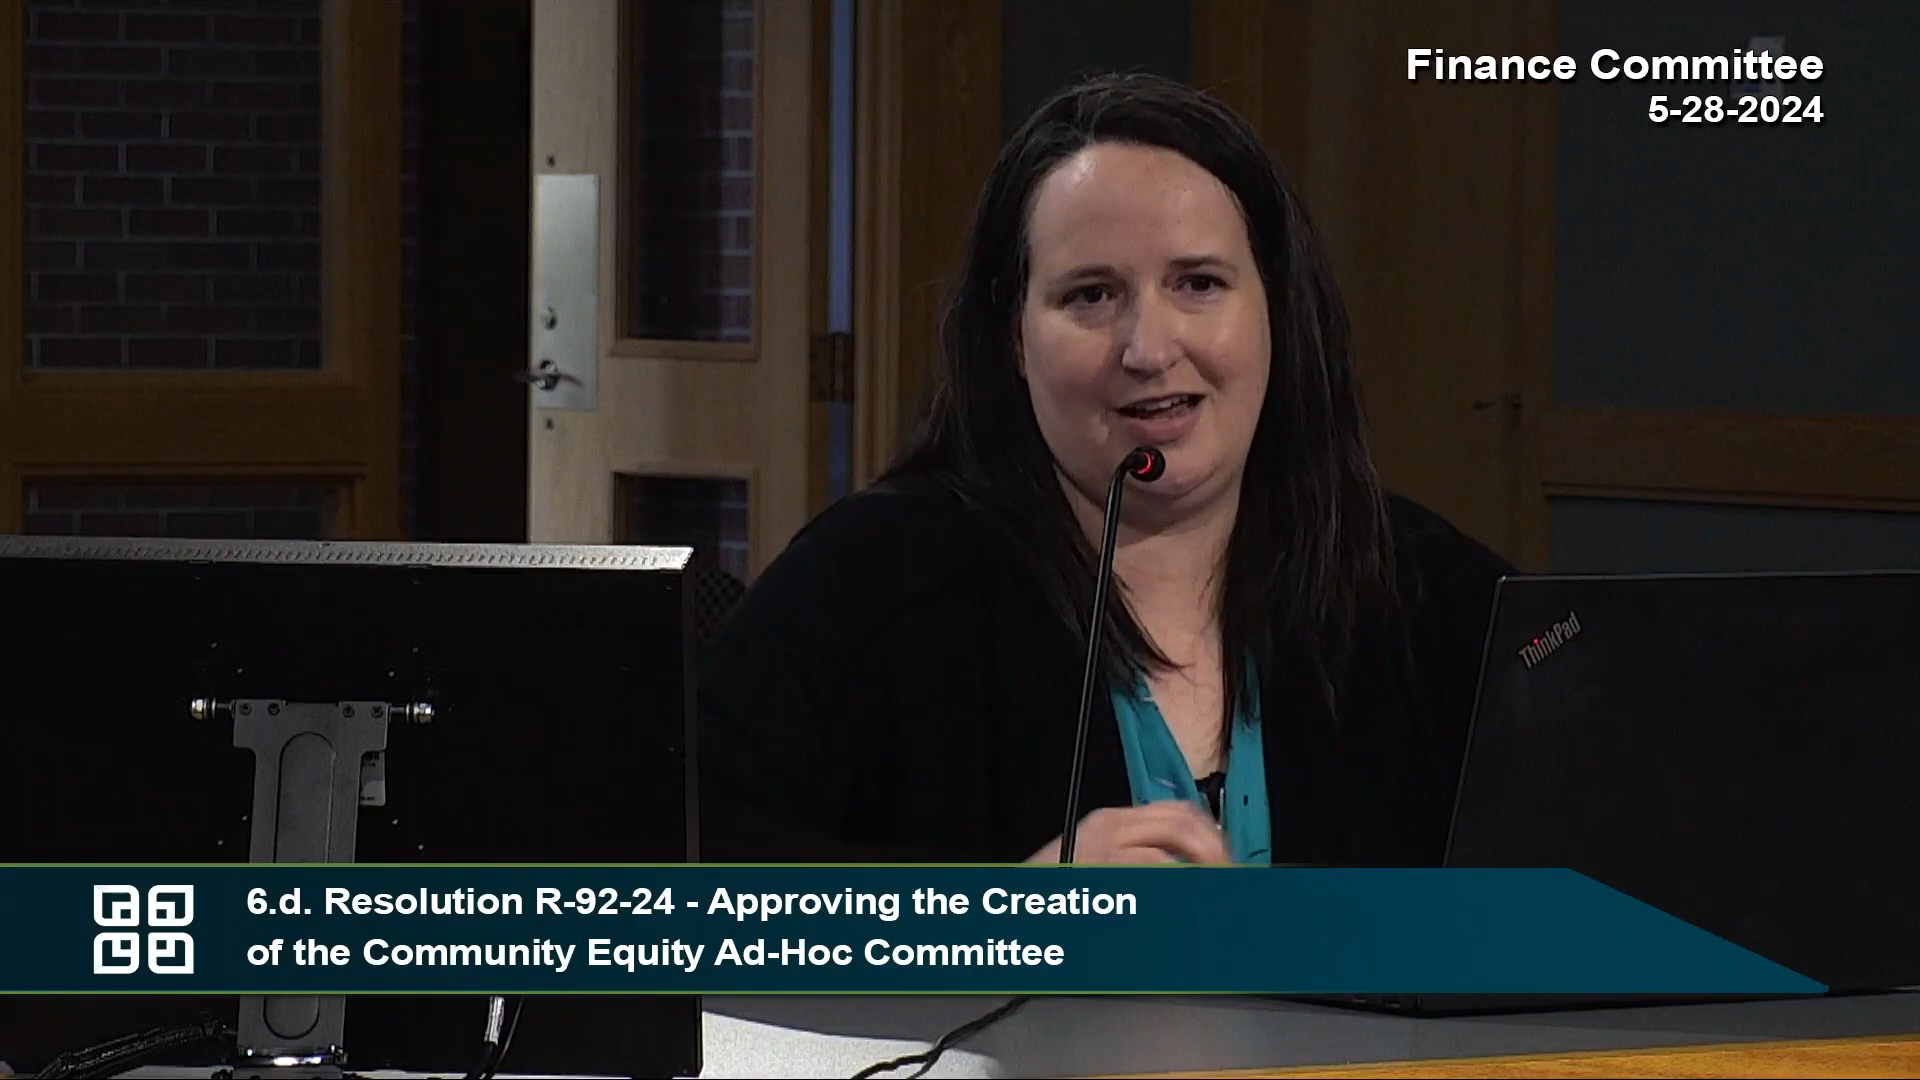 Finance Committee
5-28-2024
ThinkPad
6.d. Resolution R-92-24 - Approving the Creation
of the Community Equity Ad-Hoc Committee